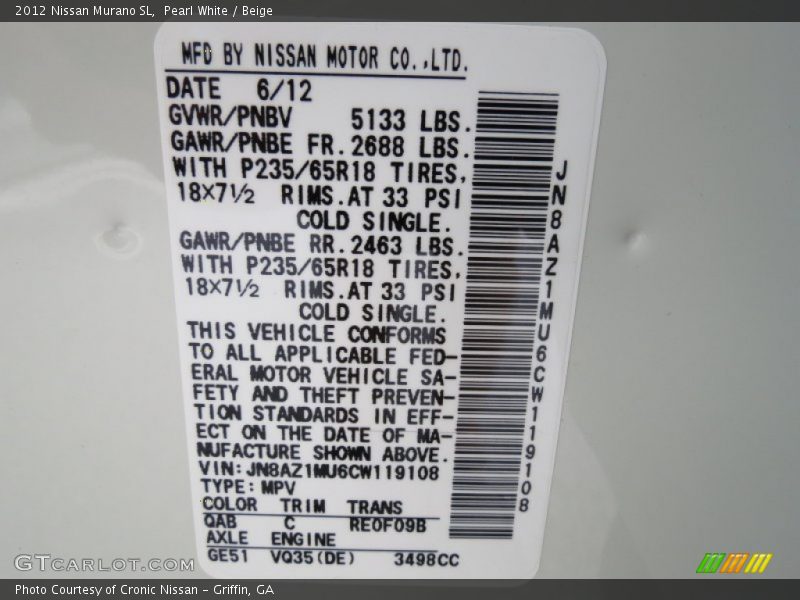 2012 Nissan Murano SL, Pearl White / Beige
MFD BY NISSAN MOTOR CO.,LTD.
DATE 6/12
GVWR/PNBV 5133 LBS.
GAWR/PNBE FR.2688 LBS.
WITH P235/65R18 TIRES,
18X7½ RIMS.AT 33 PSI
COLD SINGLE.
GAWR/PNBE RR.2463 LBS.
WITH P235/65R18 TIRES,
18X7½ RIMS.AT 33 PSI
COLD SINGLE.
THIS VEHICLE CONFORMS
TO ALL APPLICABLE FED-
ERAL MOTOR VEHICLE SA-
FETY AND THEFT PREVEN-
TION STANDARDS IN EFF-
ECT ON THE DATE OF MA-
NUFACTURE SHOWN ABOVE.
VIN:JN8AZ1MU6CW119108
TYPE:MPV
COLOR TRIM TRANS
QAB C RE0F09B
AXLE ENGINE
GE51 VQ35(DE) 3498CC
JN8AZ1MU6CW119108
GTCARLOT.COM
Photo Courtesy of Cronic Nissan - Griffin, GA